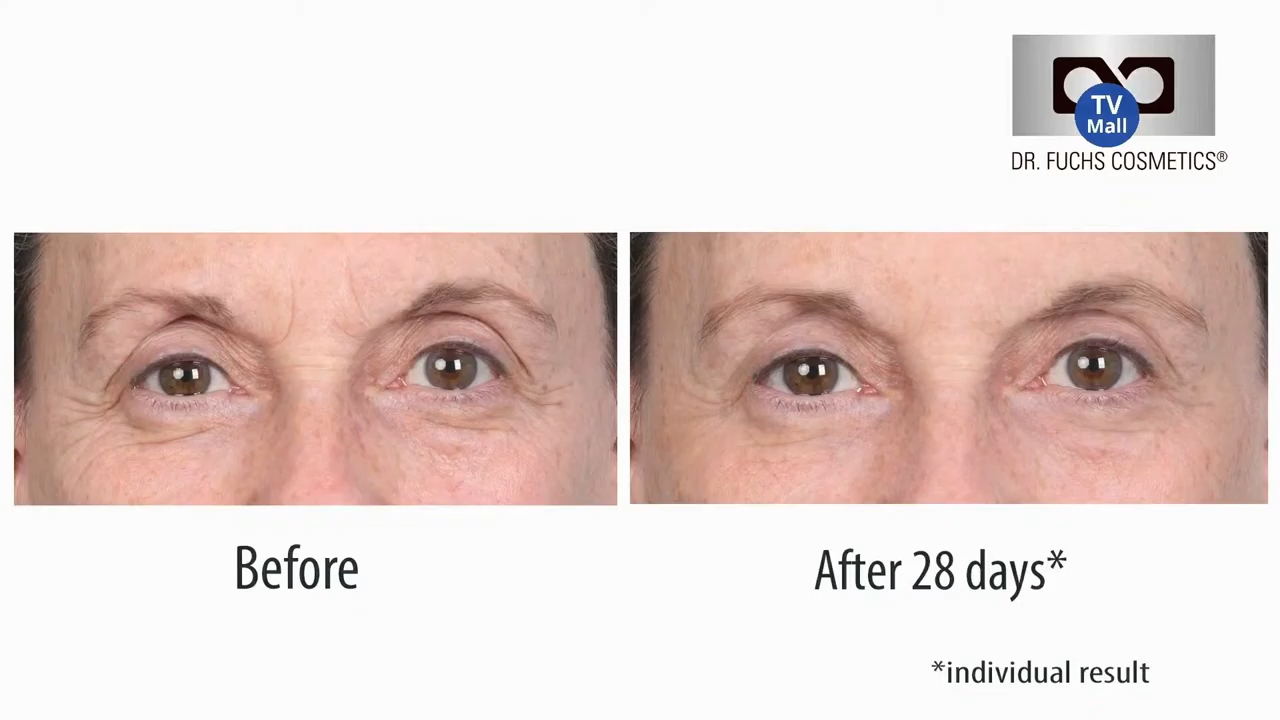 TV
Mall
DR. FUCHS COSMETICS®
Before
After 28 days*
*individual result